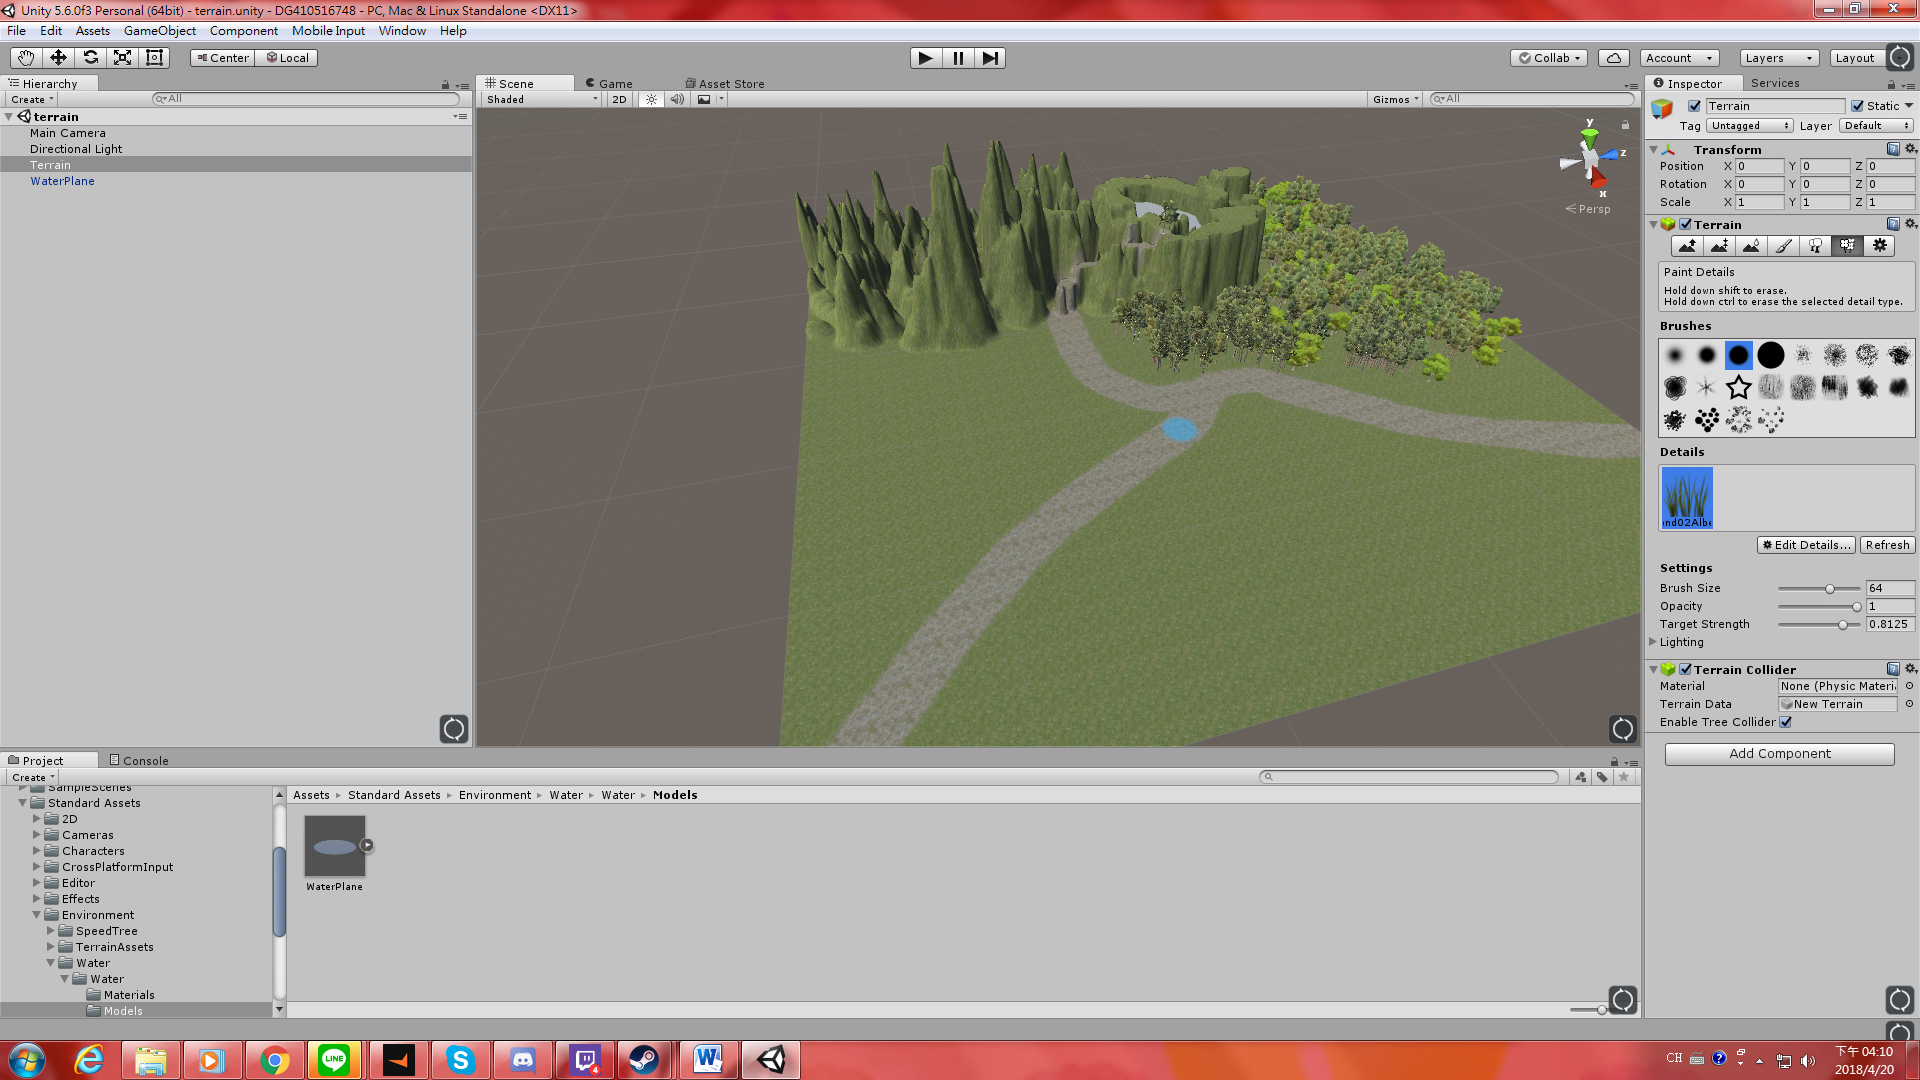 Unity 5.6.0f3 Personal (64bit) - terrain.unity - DG410516748 - PC, Mac & Linux Standalone <DX11>
File Edit Assets GameObject Component Mobile Input Window Help
Center Local
Collab Account Layers Layout
Hierarchy
Create All
terrain
Main Camera
Directional Light
Terrain
WaterPlane
Scene Game Asset Store
Shaded 2D Gizmos All
y
z
x
Persp
Inspector Services
Terrain Static
Tag Untagged Layer Default
Transform
Position X 0 Y 0 Z 0
Rotation X 0 Y 0 Z 0
Scale X 1 Y 1 Z 1
Terrain
Paint Details
Hold down shift to erase.
Hold down ctrl to erase the selected detail type.
Brushes
Details
nd02Albe
Edit Details... Refresh
Settings
Brush Size 64
Opacity 1
Target Strength 0.8125
Lighting
Terrain Collider
Material None (Physic Materi
Terrain Data New Terrain
Enable Tree Collider
Add Component
Project Console
Create
SampleScenes
Standard Assets
2D
Cameras
Characters
CrossPlatformInput
Editor
Effects
Environment
SpeedTree
TerrainAssets
Water
Water
Materials
Models
Assets Standard Assets Environment Water Water Models
WaterPlane
LINE
4
CH
下午 04:10
2018/4/20